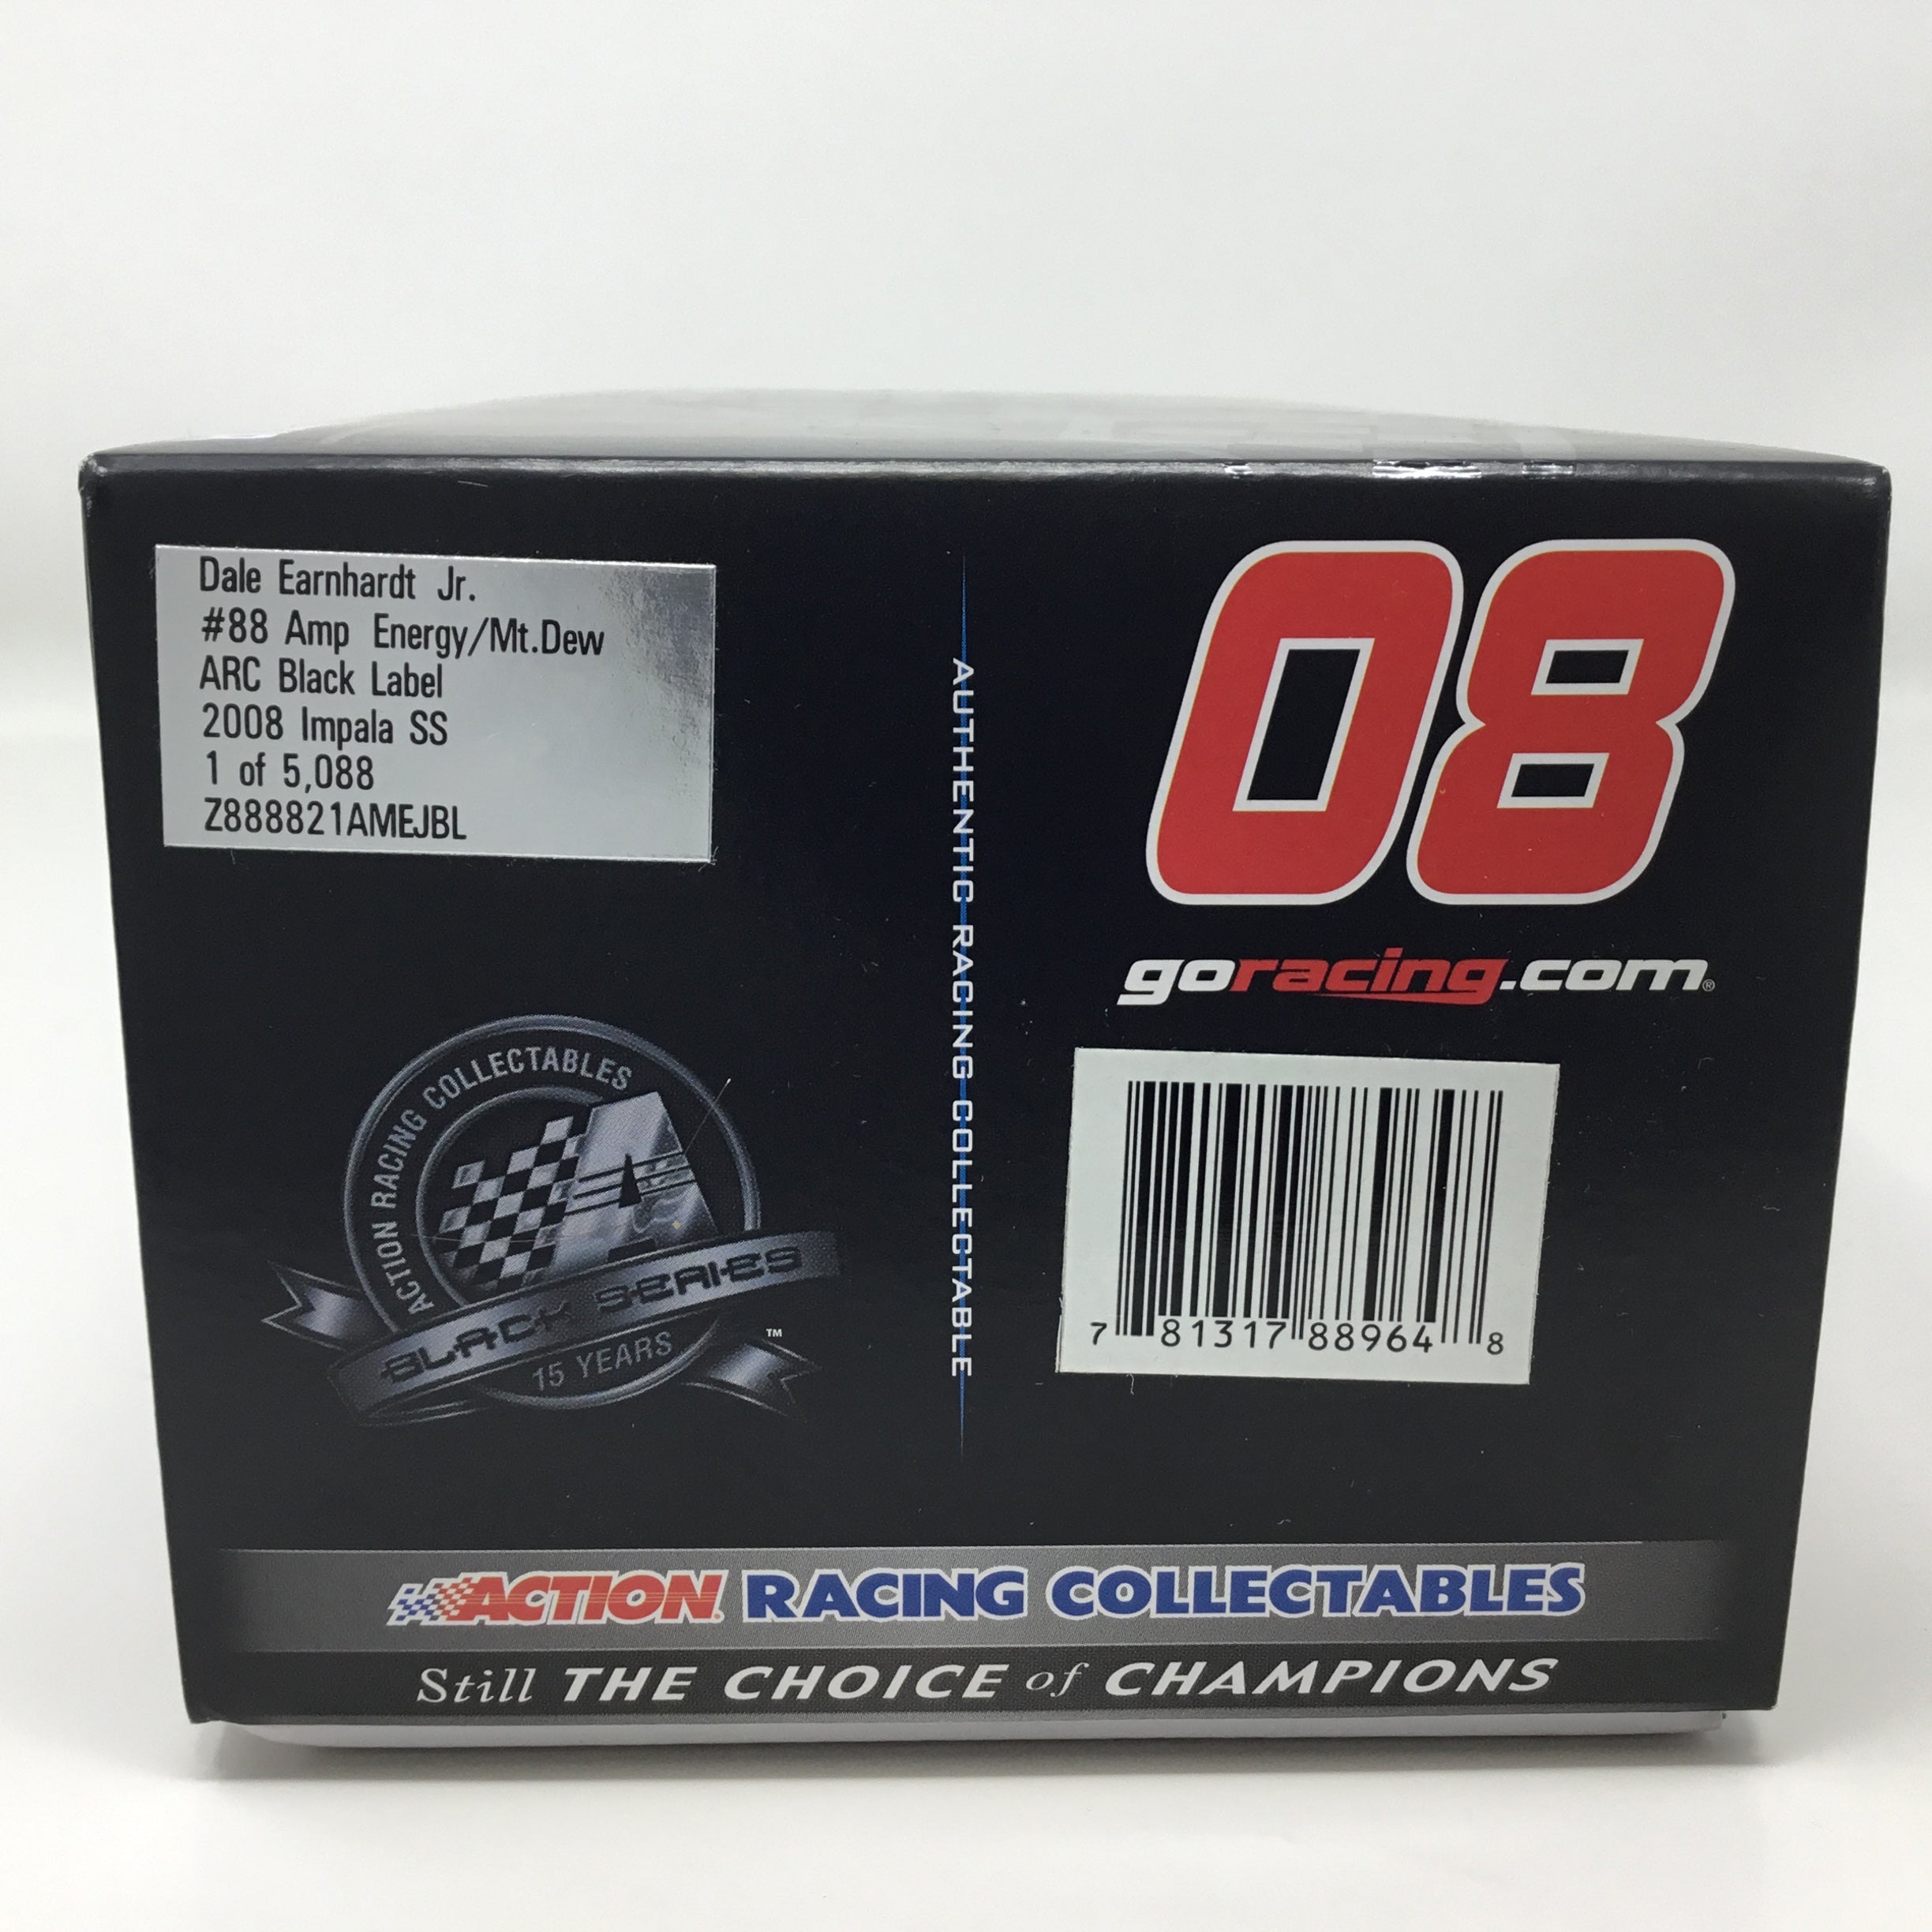 Dale Earnhardt Jr.
#88 Amp Energy/Mt.Dew
ARC Black Label
2008 Impala SS
1 of 5,088
Z888821AMEJBL
ACTION RACING COLLECTABLES
A
BLACK SERIES
15 YEARS
TM
AUTHENTIC RACING COLLECTABLE
08
goracing.com®
7 81317 88964 8
ACTION RACING COLLECTABLES
Still THE CHOICE of CHAMPIONS